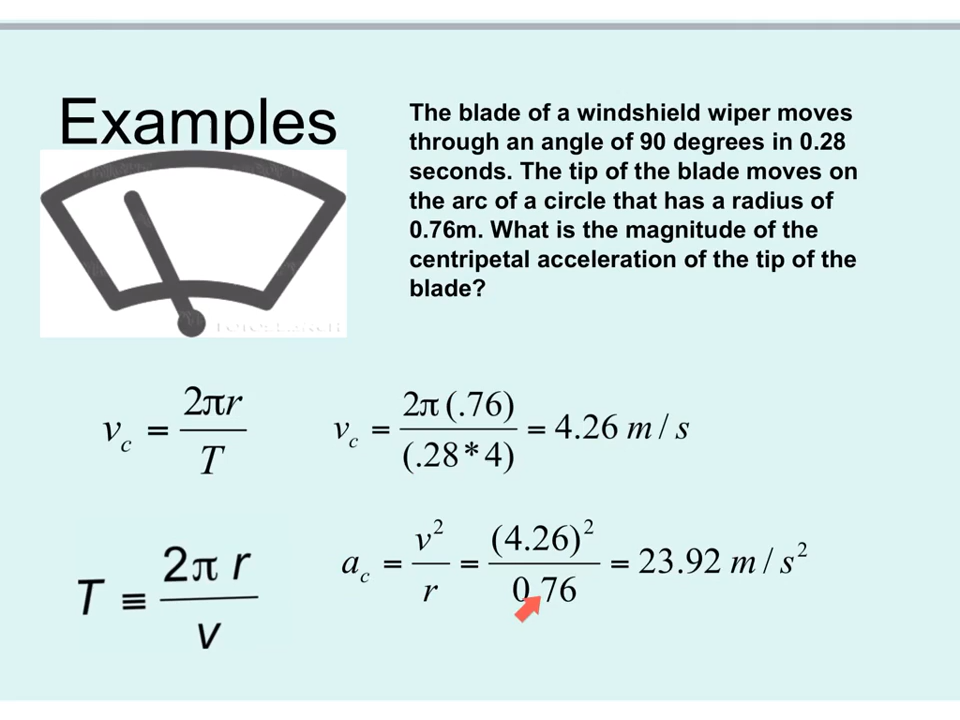 Examples
The blade of a windshield wiper moves
through an angle of 90 degrees in 0.28
seconds. The tip of the blade moves on
the arc of a circle that has a radius of
0.76m. What is the magnitude of the
centripetal acceleration of the tip of the
blade?
v_c = 2πr / T
v_c = 2π(.76) / (.28*4) = 4.26 m/s
T ≡ 2π r / v
a_c = v² / r = (4.26)² / 0.76 = 23.92 m/s²